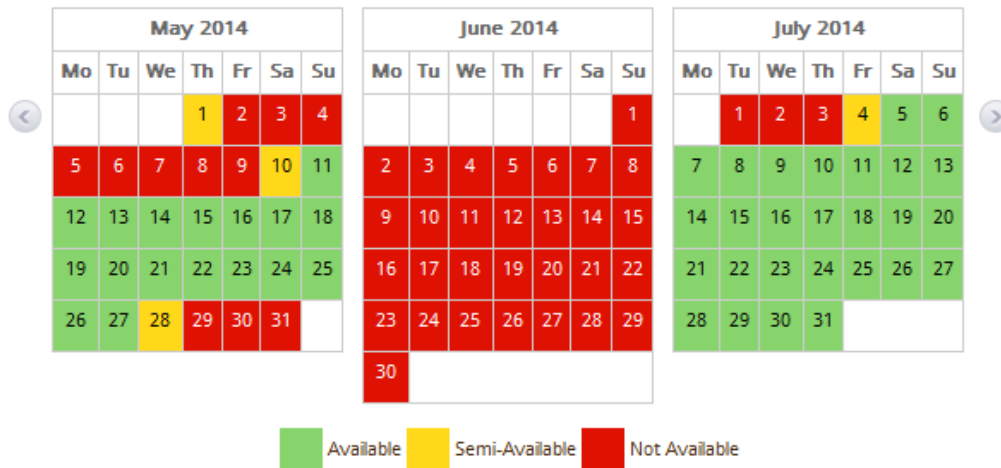 May 2014
Mo Tu We Th Fr Sa Su
1 2 3 4
5 6 7 8 9 10 11
12 13 14 15 16 17 18
19 20 21 22 23 24 25
26 27 28 29 30 31
June 2014
Mo Tu We Th Fr Sa Su
1
2 3 4 5 6 7 8
9 10 11 12 13 14 15
16 17 18 19 20 21 22
23 24 25 26 27 28 29
30
July 2014
Mo Tu We Th Fr Sa Su
1 2 3 4 5 6
7 8 9 10 11 12 13
14 15 16 17 18 19 20
21 22 23 24 25 26 27
28 29 30 31
Available Semi-Available Not Available